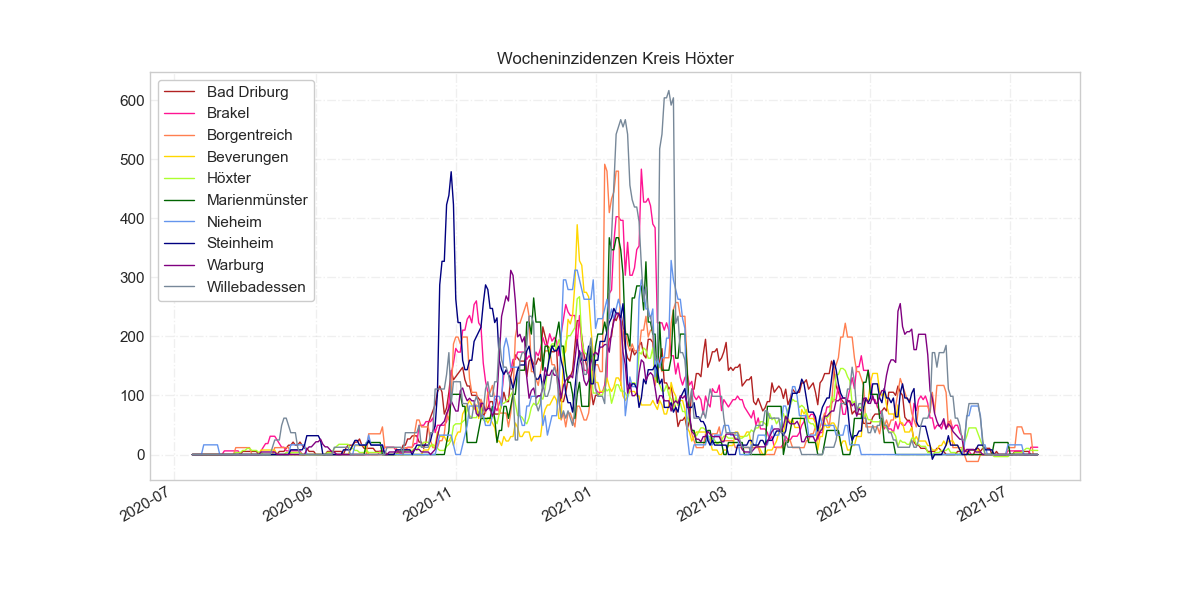 Wocheninzidenzen Kreis Höxter
Bad Driburg
Brakel
Borgentreich
Beverungen
Höxter
Marienmünster
Nieheim
Steinheim
Warburg
Willebadessen
600
500
400
300
200
100
0
2020-07
2020-09
2020-11
2021-01
2021-03
2021-05
2021-07